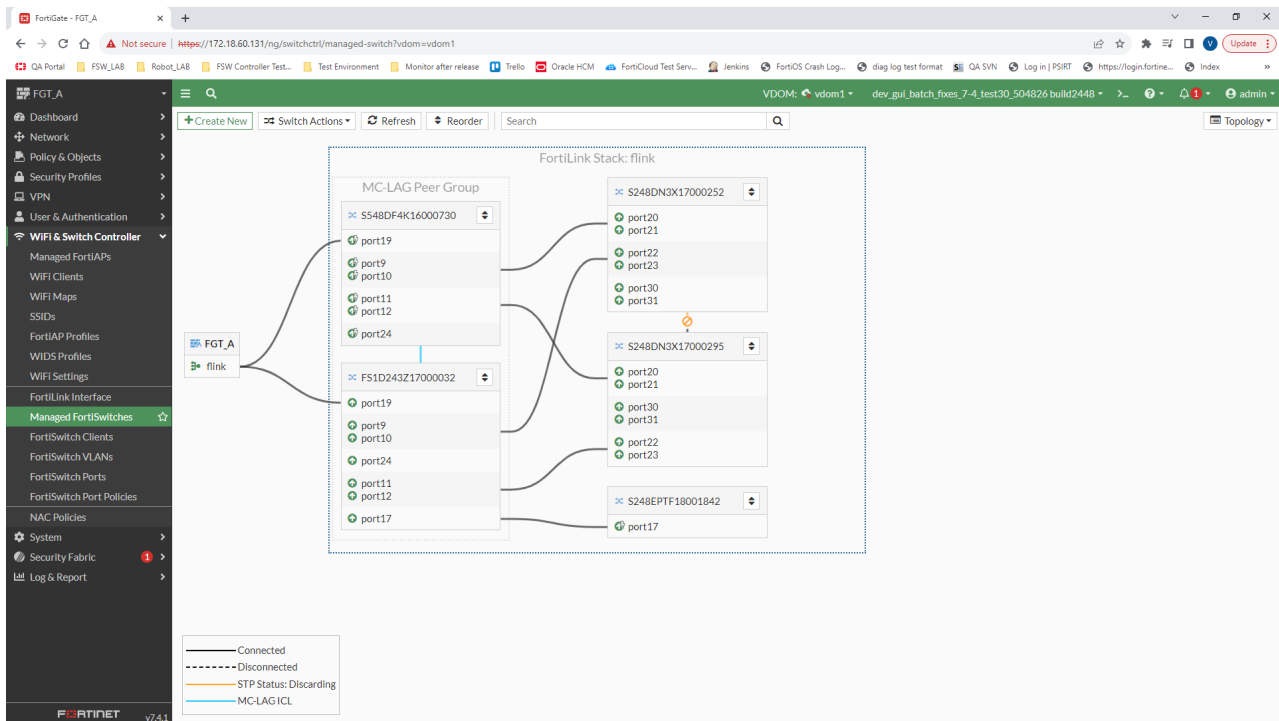 FortiGate - FGT_A
Not secure | https://172.18.60.131/ng/switchctrl/managed-switch?vdom=vdom1
V
Update
QA Portal
FSW_LAB
Robot_LAB
FSW Controller Test...
Test Environment
Monitor after release
Trello
Oracle HCM
FortiCloud Test Serv...
Jenkins
FortiOS Crash Log...
diag log test format
QA SVN
Log in | PSIRT
https://login.fortine...
Index
»
FGT_A
VDOM: vdom1
dev_gui_batch_fixes_7-4_test30_504826 build2448
>_
1
admin
Dashboard
Network
Policy & Objects
Security Profiles
VPN
User & Authentication
WiFi & Switch Controller
Managed FortiAPs
WiFi Clients
WiFi Maps
SSIDs
FortiAP Profiles
WIDS Profiles
WiFi Settings
FortiLink Interface
Managed FortiSwitches
FortiSwitch Clients
FortiSwitch VLANs
FortiSwitch Ports
FortiSwitch Port Policies
NAC Policies
System
Security Fabric 1
Log & Report
FORTINET v7.4.1
+Create New
Switch Actions
Refresh
Reorder
Search
Topology
FortiLink Stack: flink
FGT_A
flink
MC-LAG Peer Group
S548DF4K16000730
port19
port9
port10
port11
port12
port24
FS1D243Z17000032
port19
port9
port10
port24
port11
port12
port17
S248DN3X17000252
port20
port21
port22
port23
port30
port31
S248DN3X17000295
port20
port21
port30
port31
port22
port23
S248EPTF18001842
port17
Connected
Disconnected
STP Status: Discarding
MC-LAG ICL